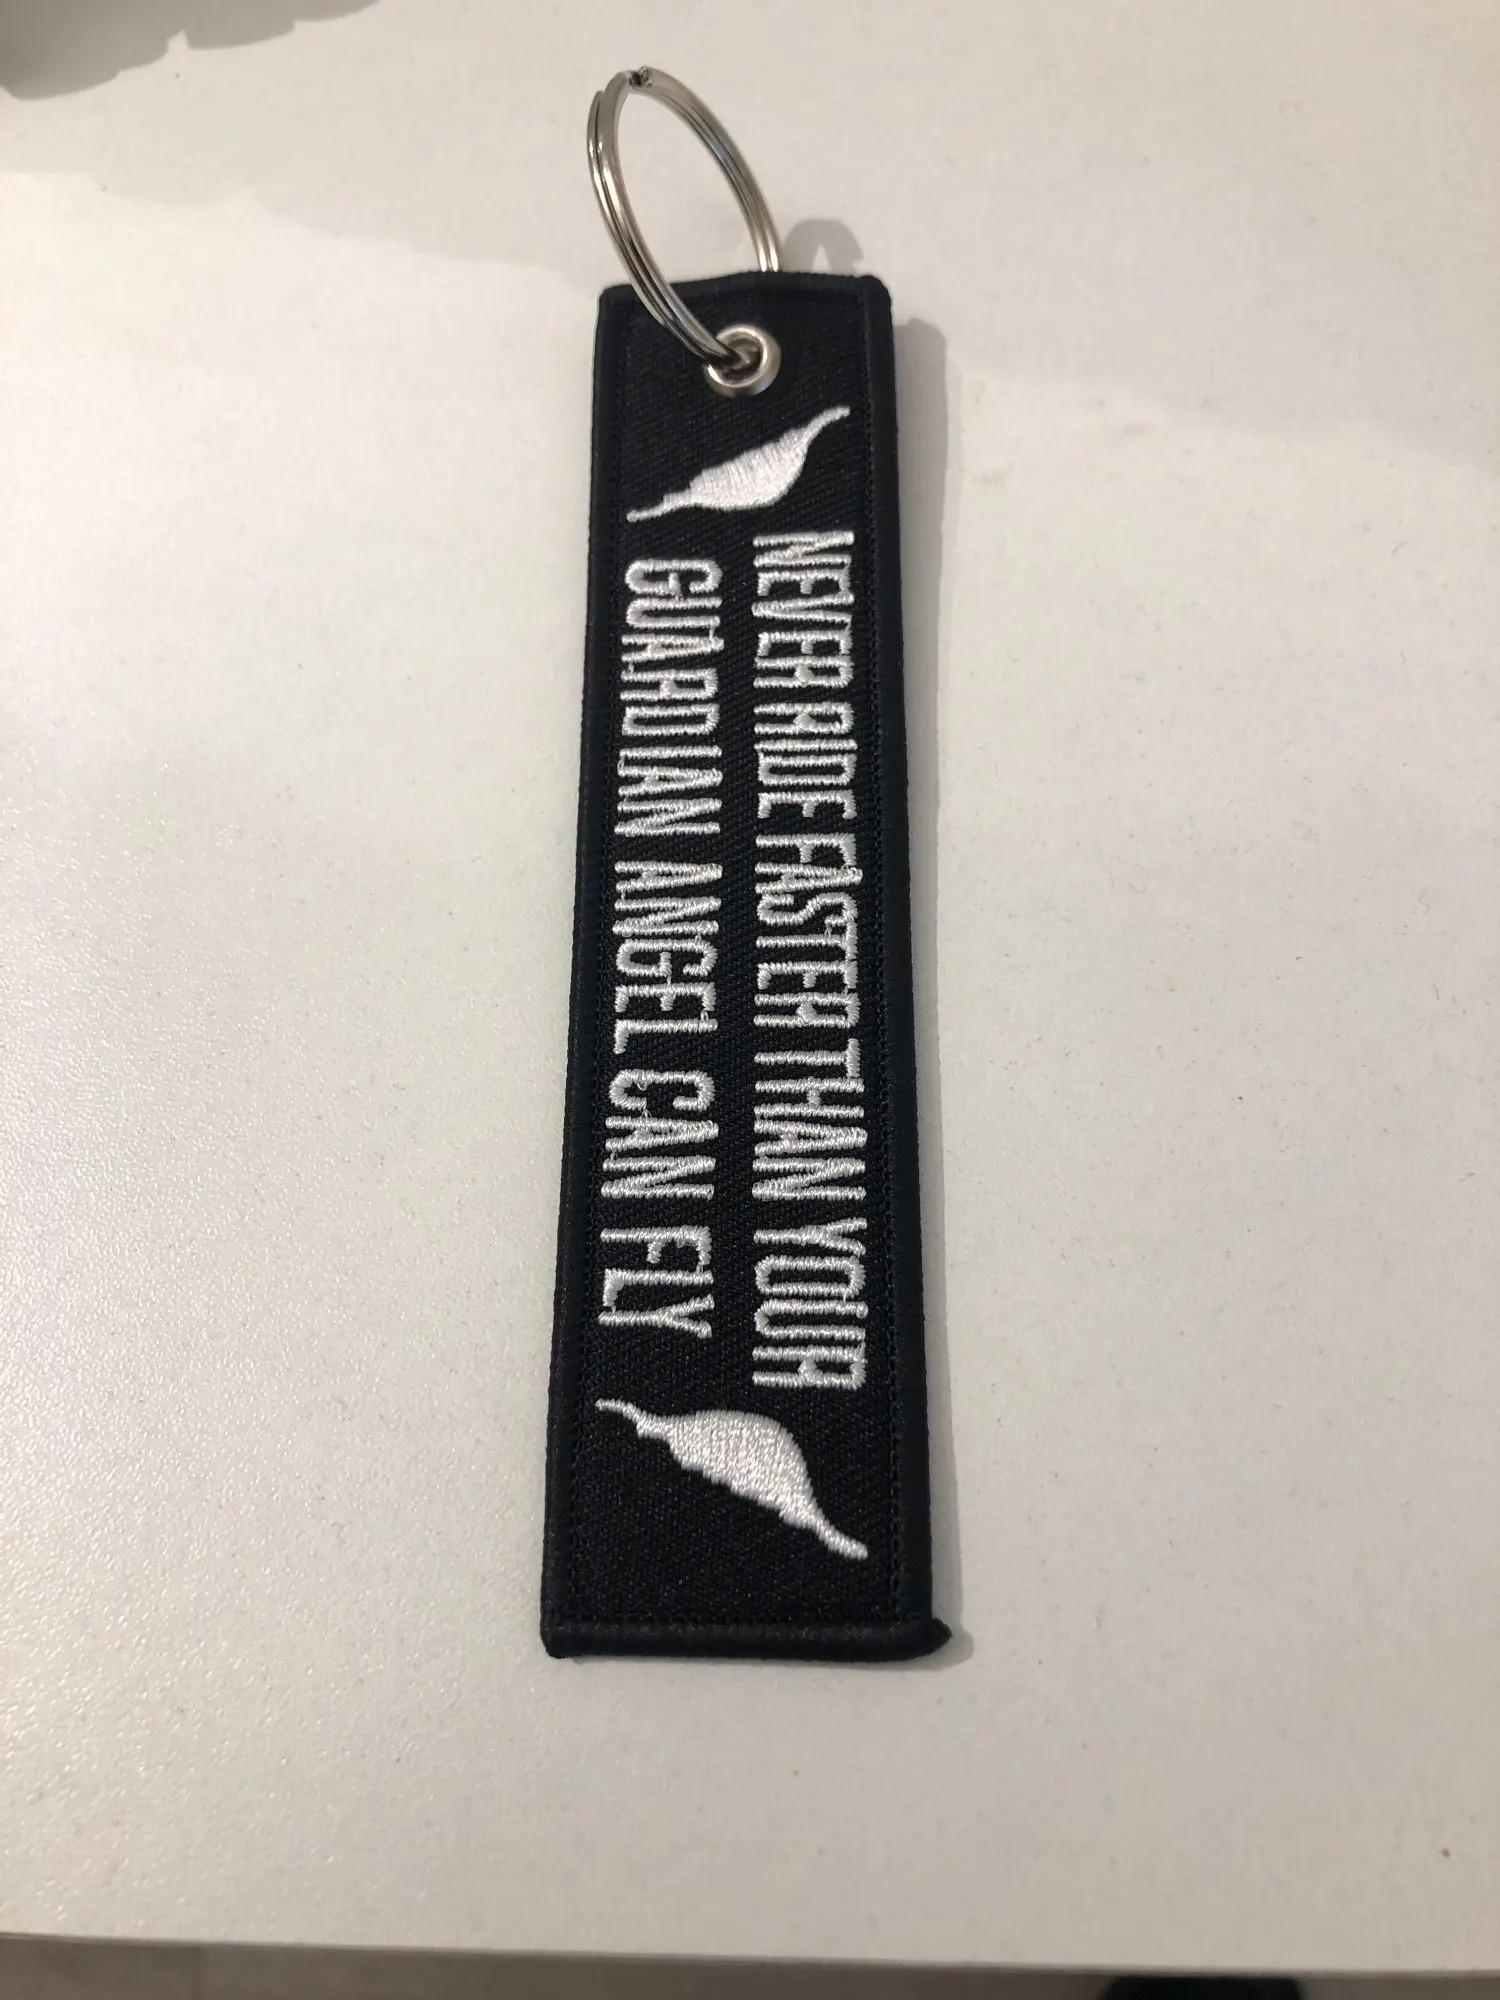 NEVER RIDE FASTER THAN YOUR
GUARDIAN ANGEL CAN FLY